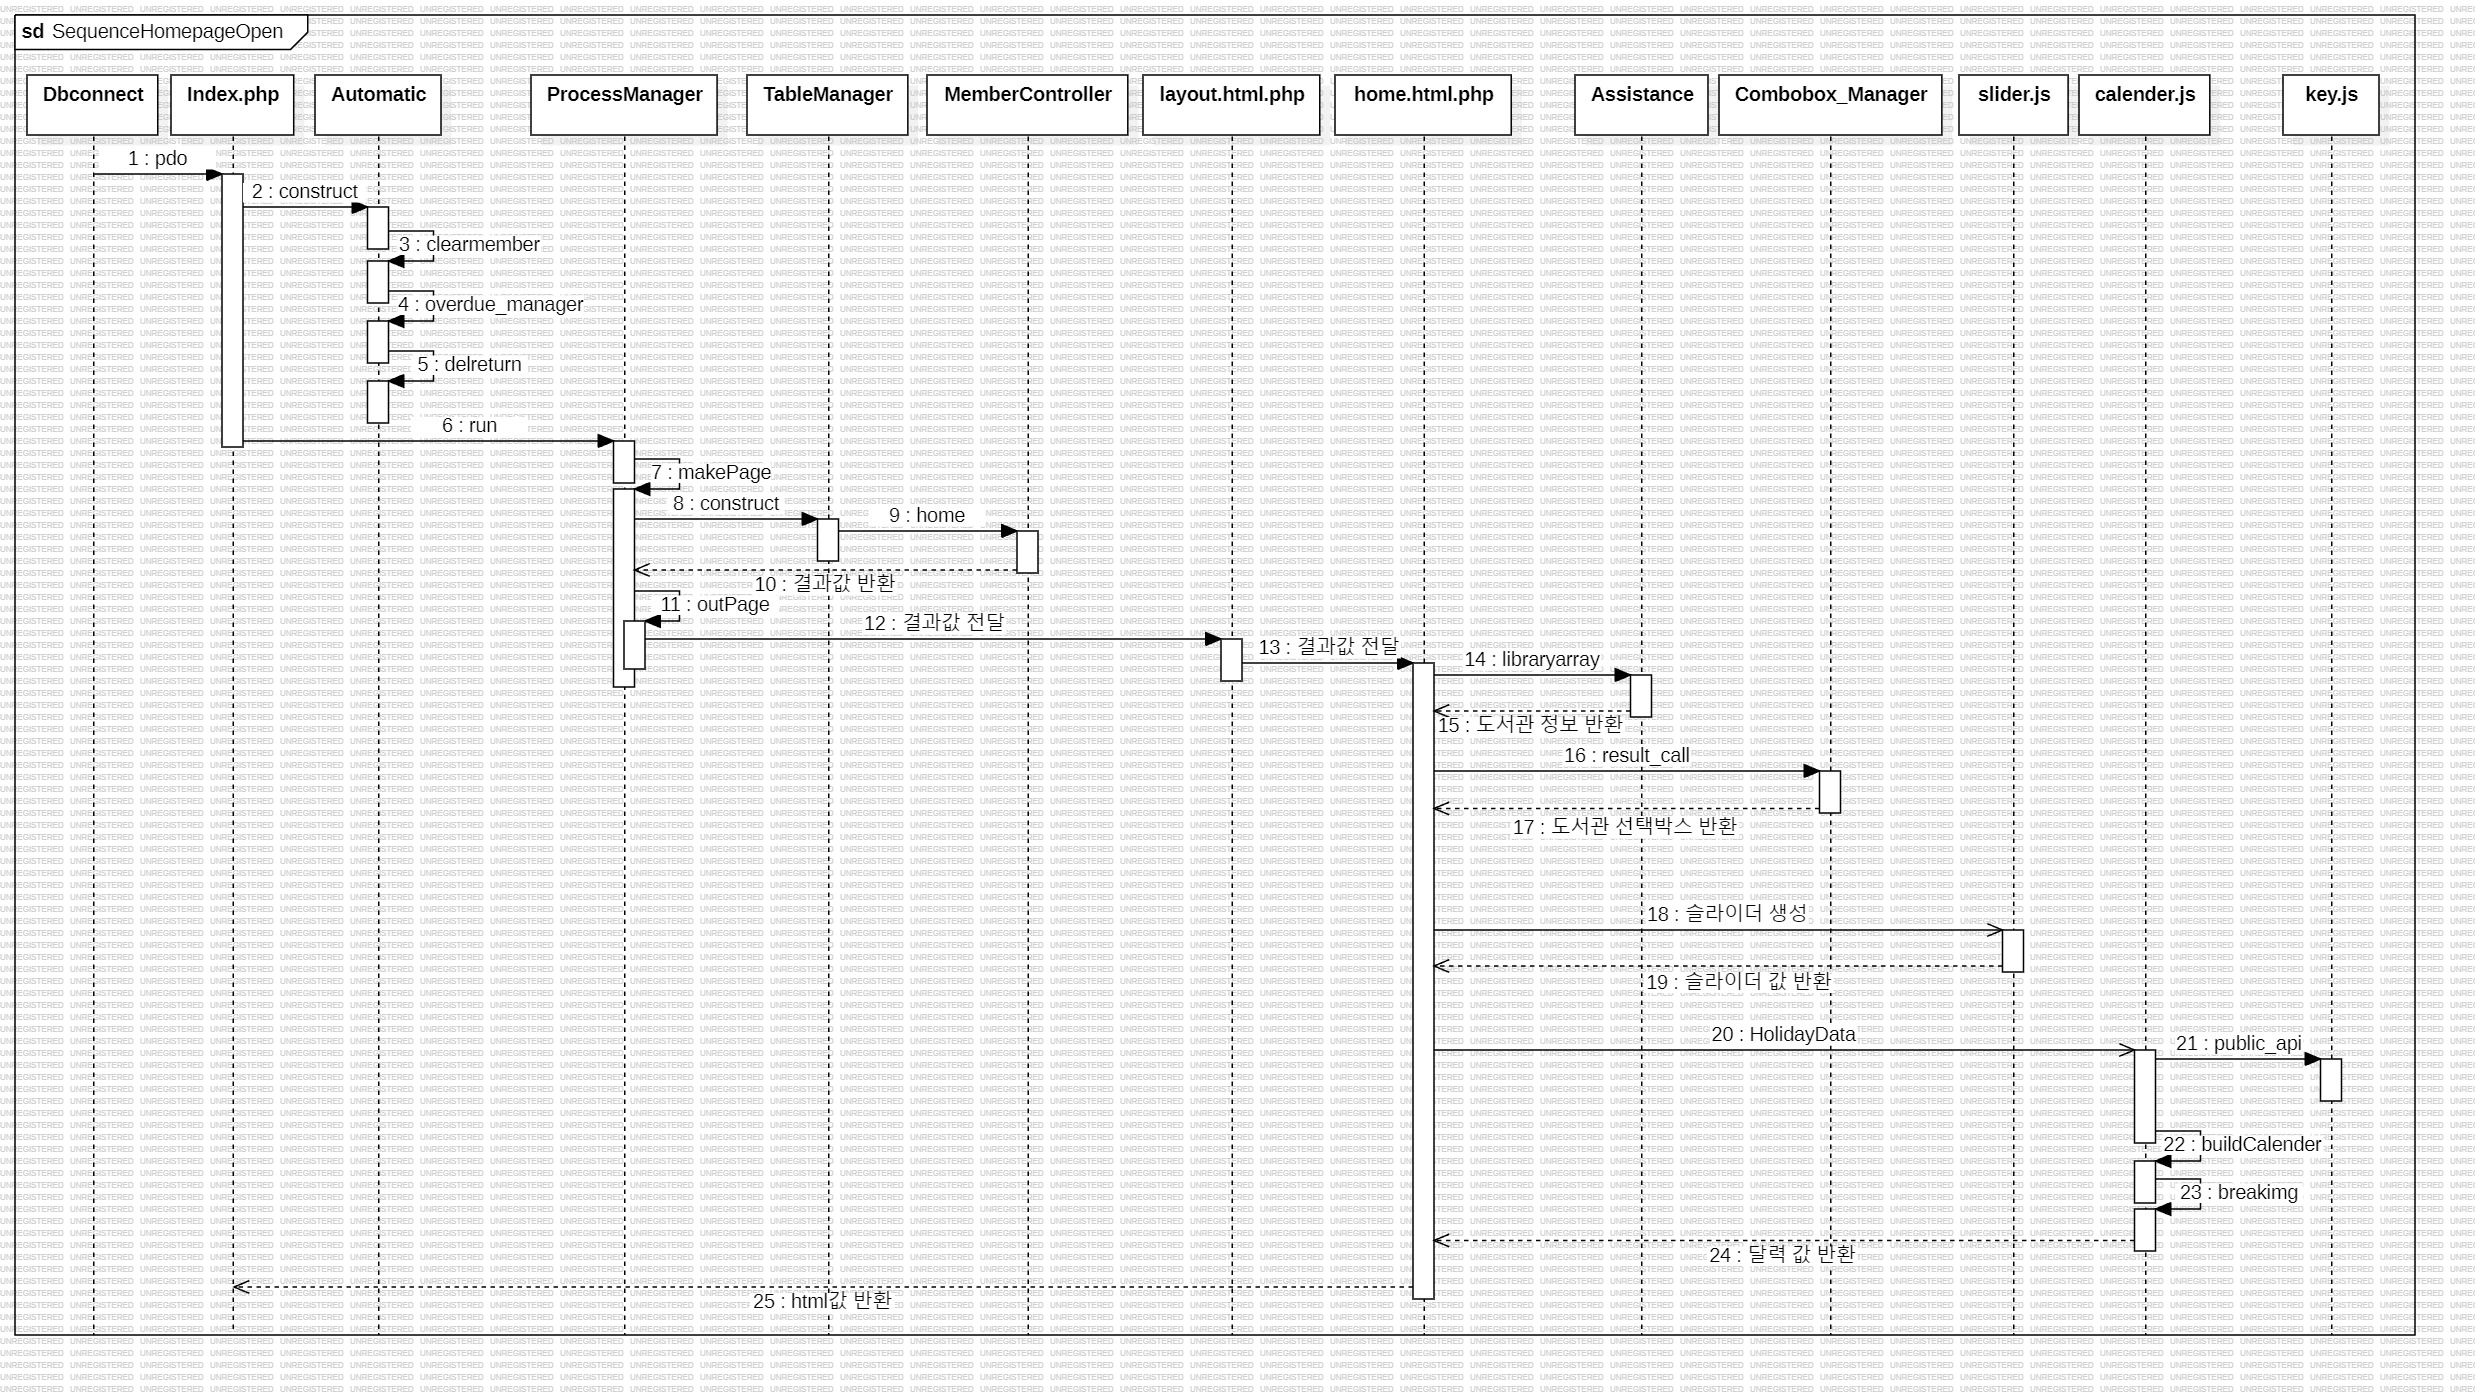 sd SequenceHomepageOpen
Dbconnect
Index.php
Automatic
ProcessManager
TableManager
MemberController
layout.html.php
home.html.php
Assistance
Combobox_Manager
slider.js
calender.js
key.js
1 : pdo
2 : construct
3 : clearmember
4 : overdue_manager
5 : delreturn
6 : run
7 : makePage
8 : construct
9 : home
10 : 결과값 반환
11 : outPage
12 : 결과값 전달
13 : 결과값 전달
14 : libraryarray
15 : 도서관 정보 반환
16 : result_call
17 : 도서관 선택박스 반환
18 : 슬라이더 생성
19 : 슬라이더 값 반환
20 : HolidayData
21 : public_api
22 : buildCalender
23 : breakimg
24 : 달력 값 반환
25 : html값 반환
UNREGISTERED